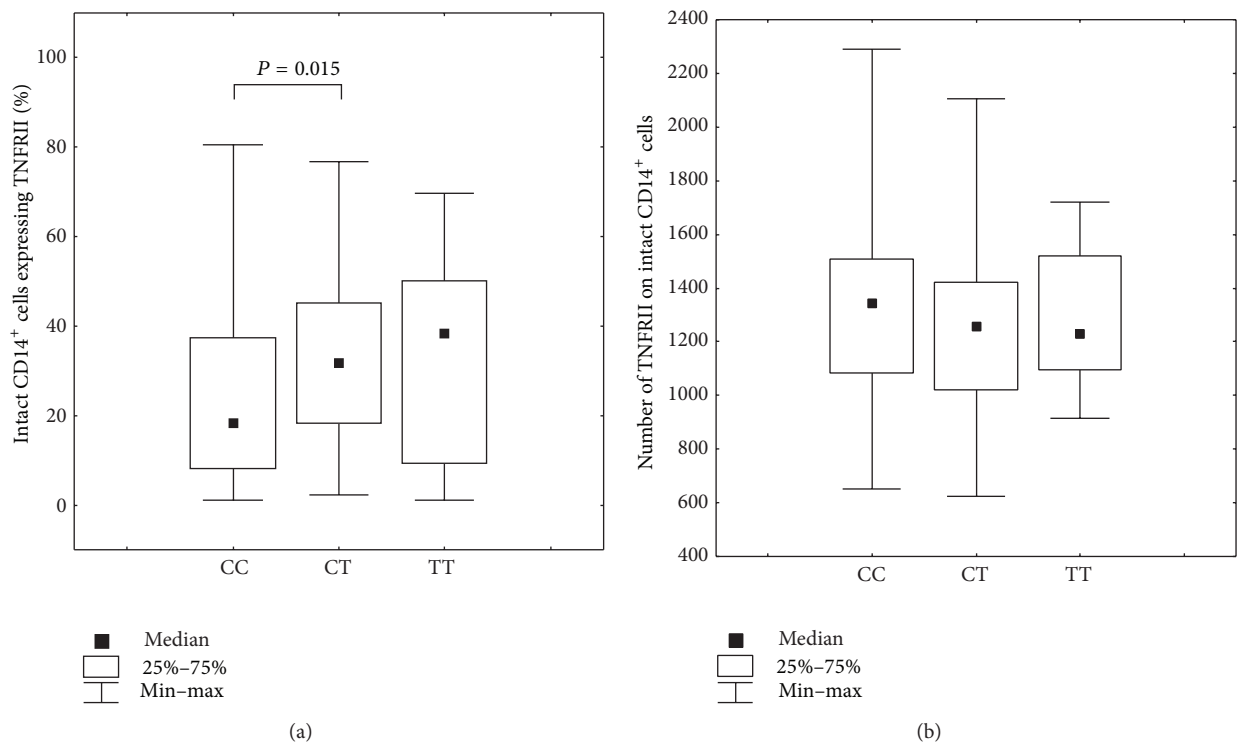 Intact CD14⁺ cells expressing TNFRII (%)
100
80
60
40
20
0
P = 0.015
CC CT TT
Median
25%–75%
Min–max
(a)
Number of TNFRII on intact CD14⁺ cells
2400
2200
2000
1800
1600
1400
1200
1000
800
600
400
CC CT TT
Median
25%–75%
Min–max
(b)